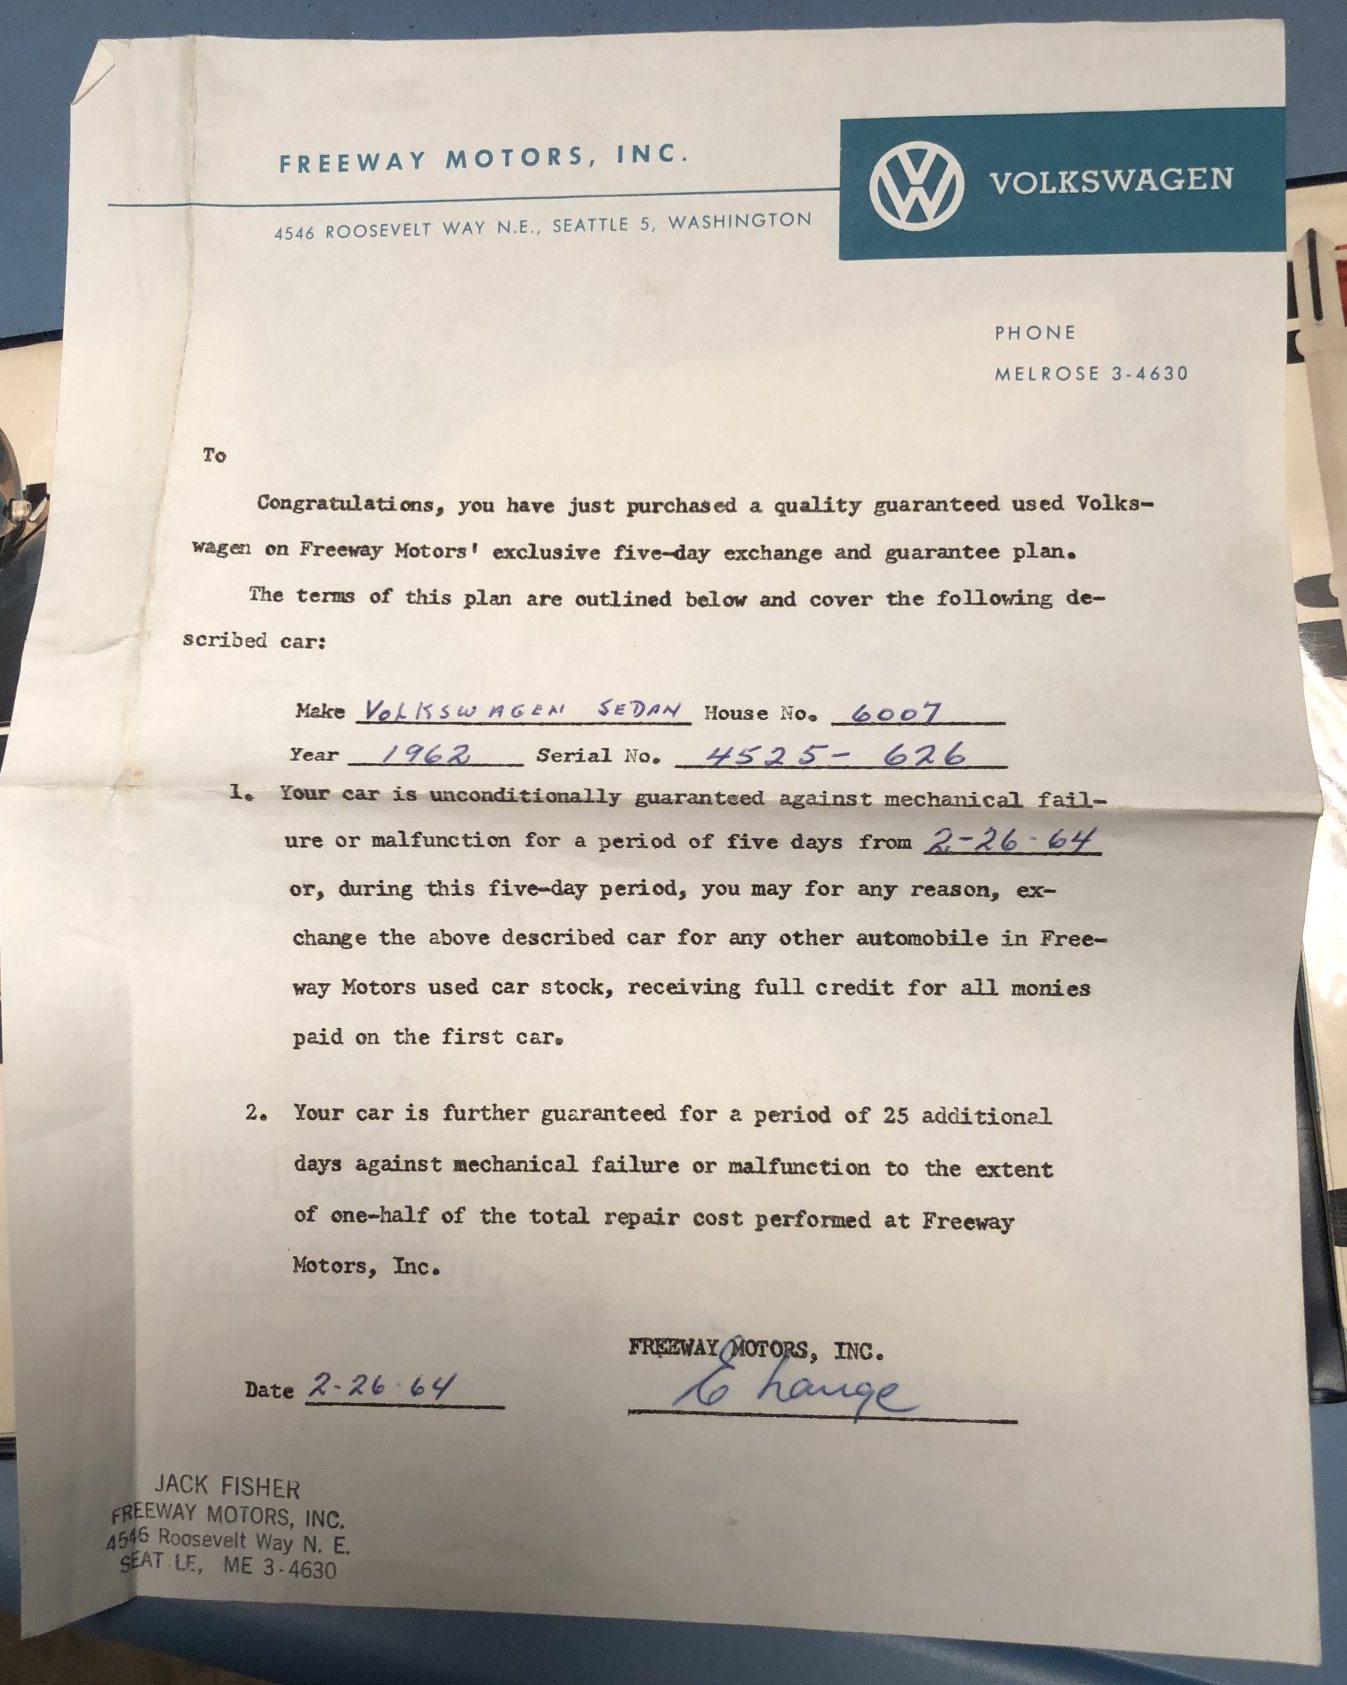 FREEWAY MOTORS, INC.
VOLKSWAGEN
4546 ROOSEVELT WAY N.E., SEATTLE 5, WASHINGTON
PHONE
MELROSE 3-4630
To
Congratulations, you have just purchased a quality guaranteed used Volks-
wagen on Freeway Motors' exclusive five-day exchange and guarantee plan.
The terms of this plan are outlined below and cover the following de-
scribed car:
Make VOLKSWAGEN SEDAN House No. 6007
Year 1962 Serial No. 4525- 626
1. Your car is unconditionally guaranteed against mechanical fail-
ure or malfunction for a period of five days from 2-26-64
or, during this five-day period, you may for any reason, ex-
change the above described car for any other automobile in Free-
way Motors used car stock, receiving full credit for all monies
paid on the first car.
2. Your car is further guaranteed for a period of 25 additional
days against mechanical failure or malfunction to the extent
of one-half of the total repair cost performed at Freeway
Motors, Inc.
FREEWAY MOTORS, INC.
Date 2-26-64
JACK FISHER
FREEWAY MOTORS, INC.
4546 Roosevelt Way N. E.
SEAT LE, ME 3-4630